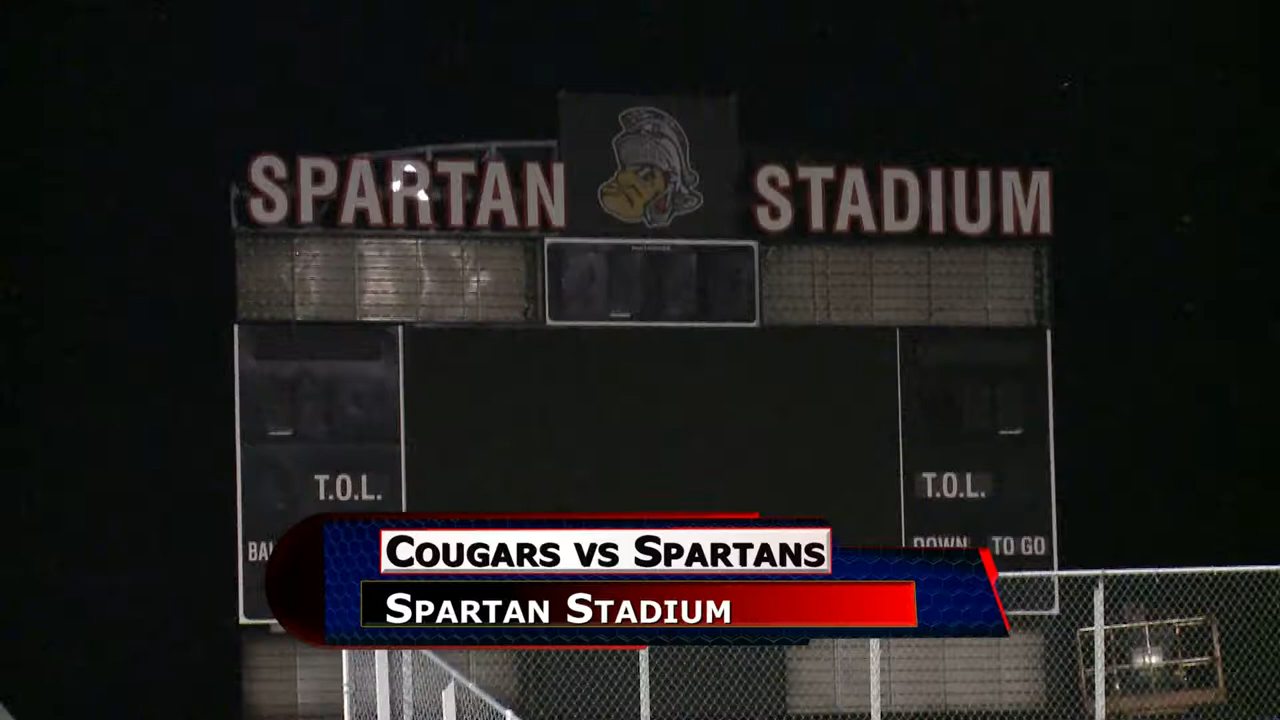 SPARTAN STADIUM
T.O.L. T.O.L.
DOWN TO GO
COUGARS VS SPARTANS
SPARTAN STADIUM